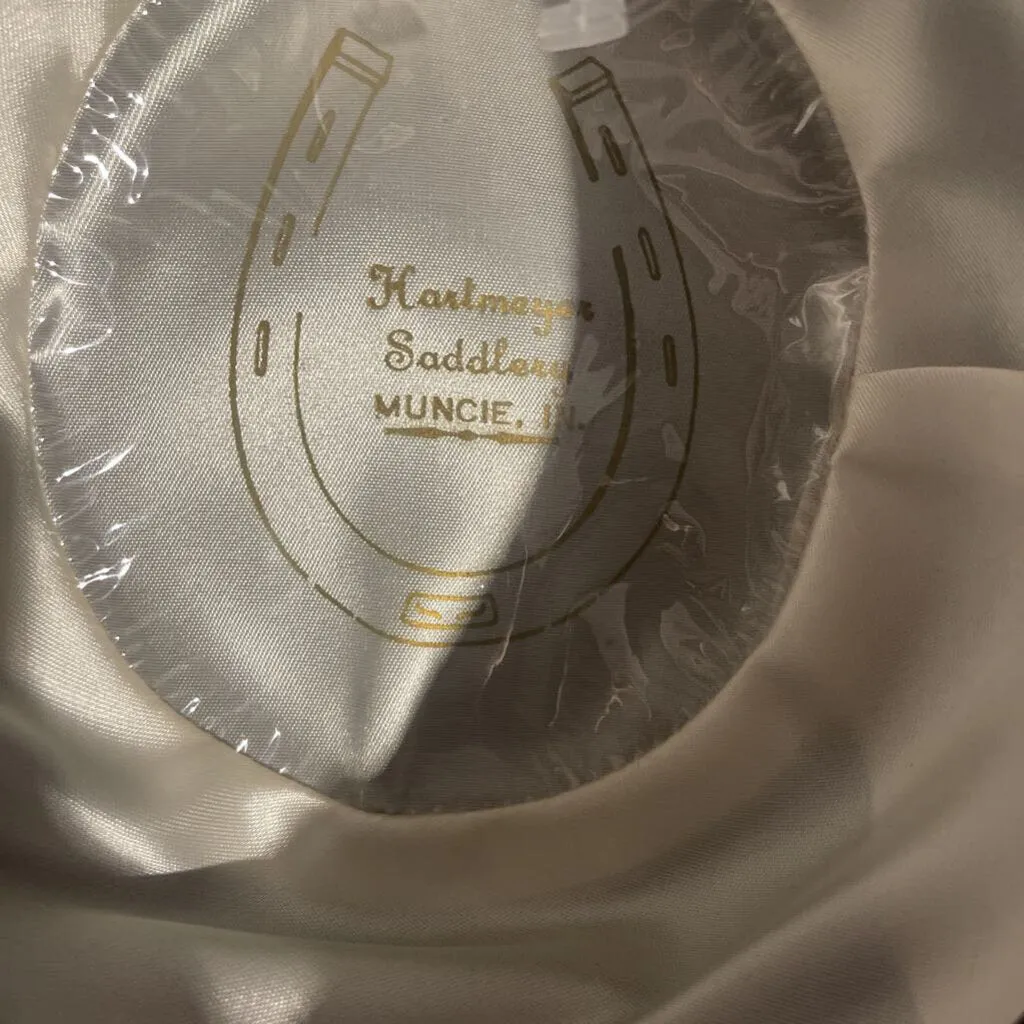 Hartmeyer
Saddlery
MUNCIE, IN.